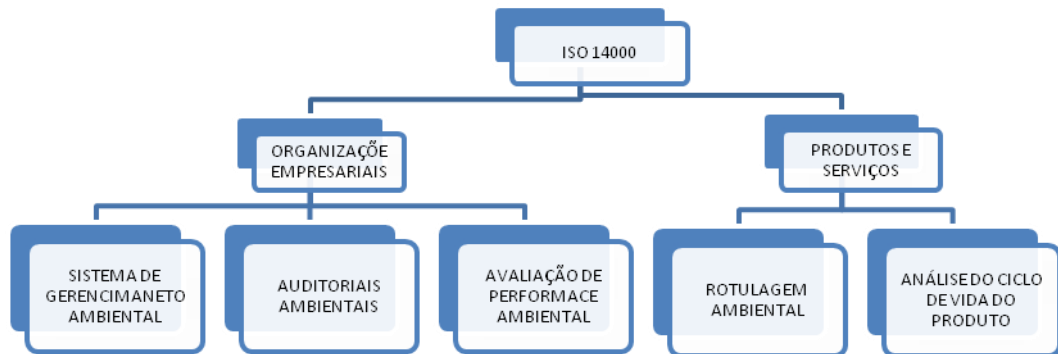 ISO 14000
ORGANIZAÇÕE
EMPRESARIAIS
PRODUTOS E
SERVIÇOS
SISTEMA DE
GERENCIMANETO
AMBIENTAL
AUDITORIAIS
AMBIENTAIS
AVALIAÇÃO DE
PERFORMACE
AMBIENTAL
ROTULAGEM
AMBIENTAL
ANÁLISE DO CICLO
DE VIDA DO
PRODUTO